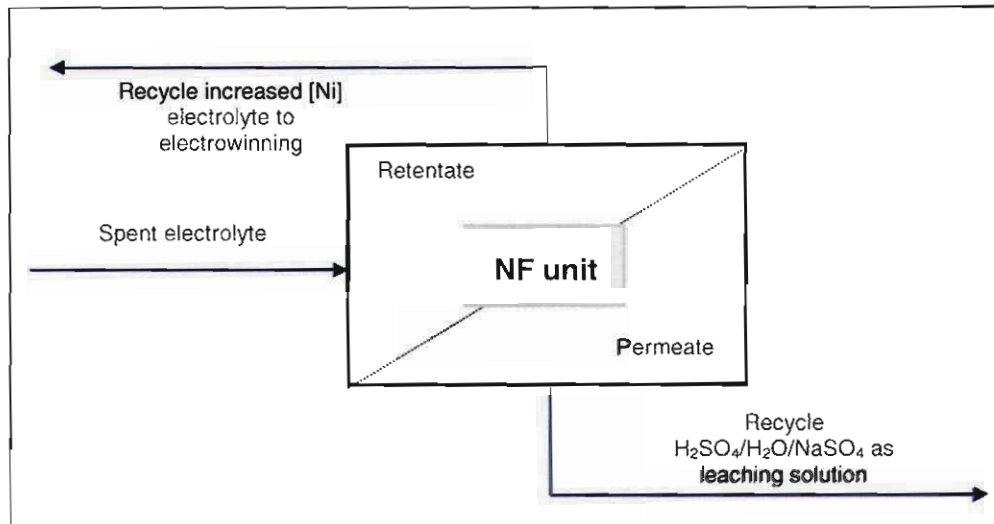 Recycle increased [Ni]
electrolyte to
electrowinning
Retentate
Spent electrolyte
NF unit
Permeate
Recycle
H₂SO₄/H₂O/NaSO₄ as
leaching solution